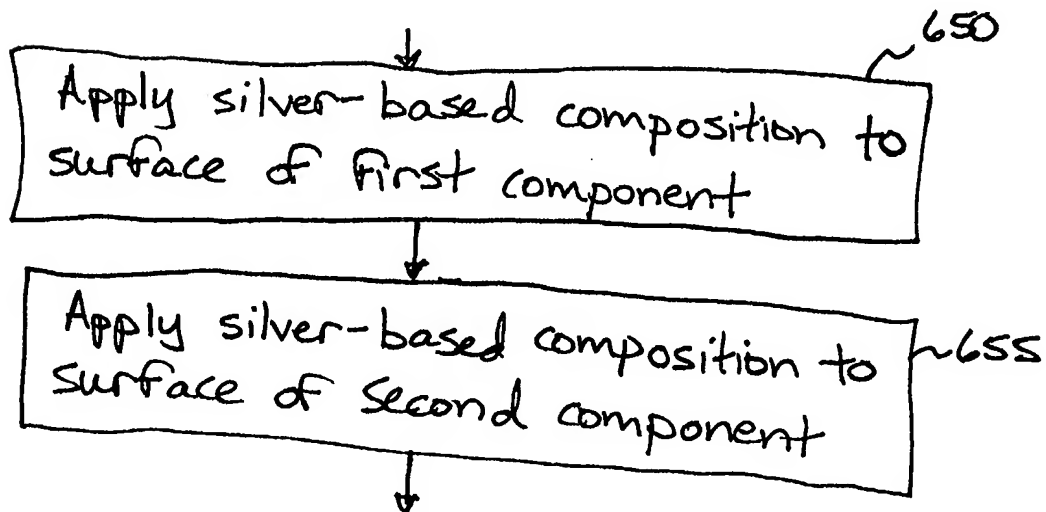 650
Apply silver-based composition to
surface of first component
Apply silver-based composition to
surface of second component
655